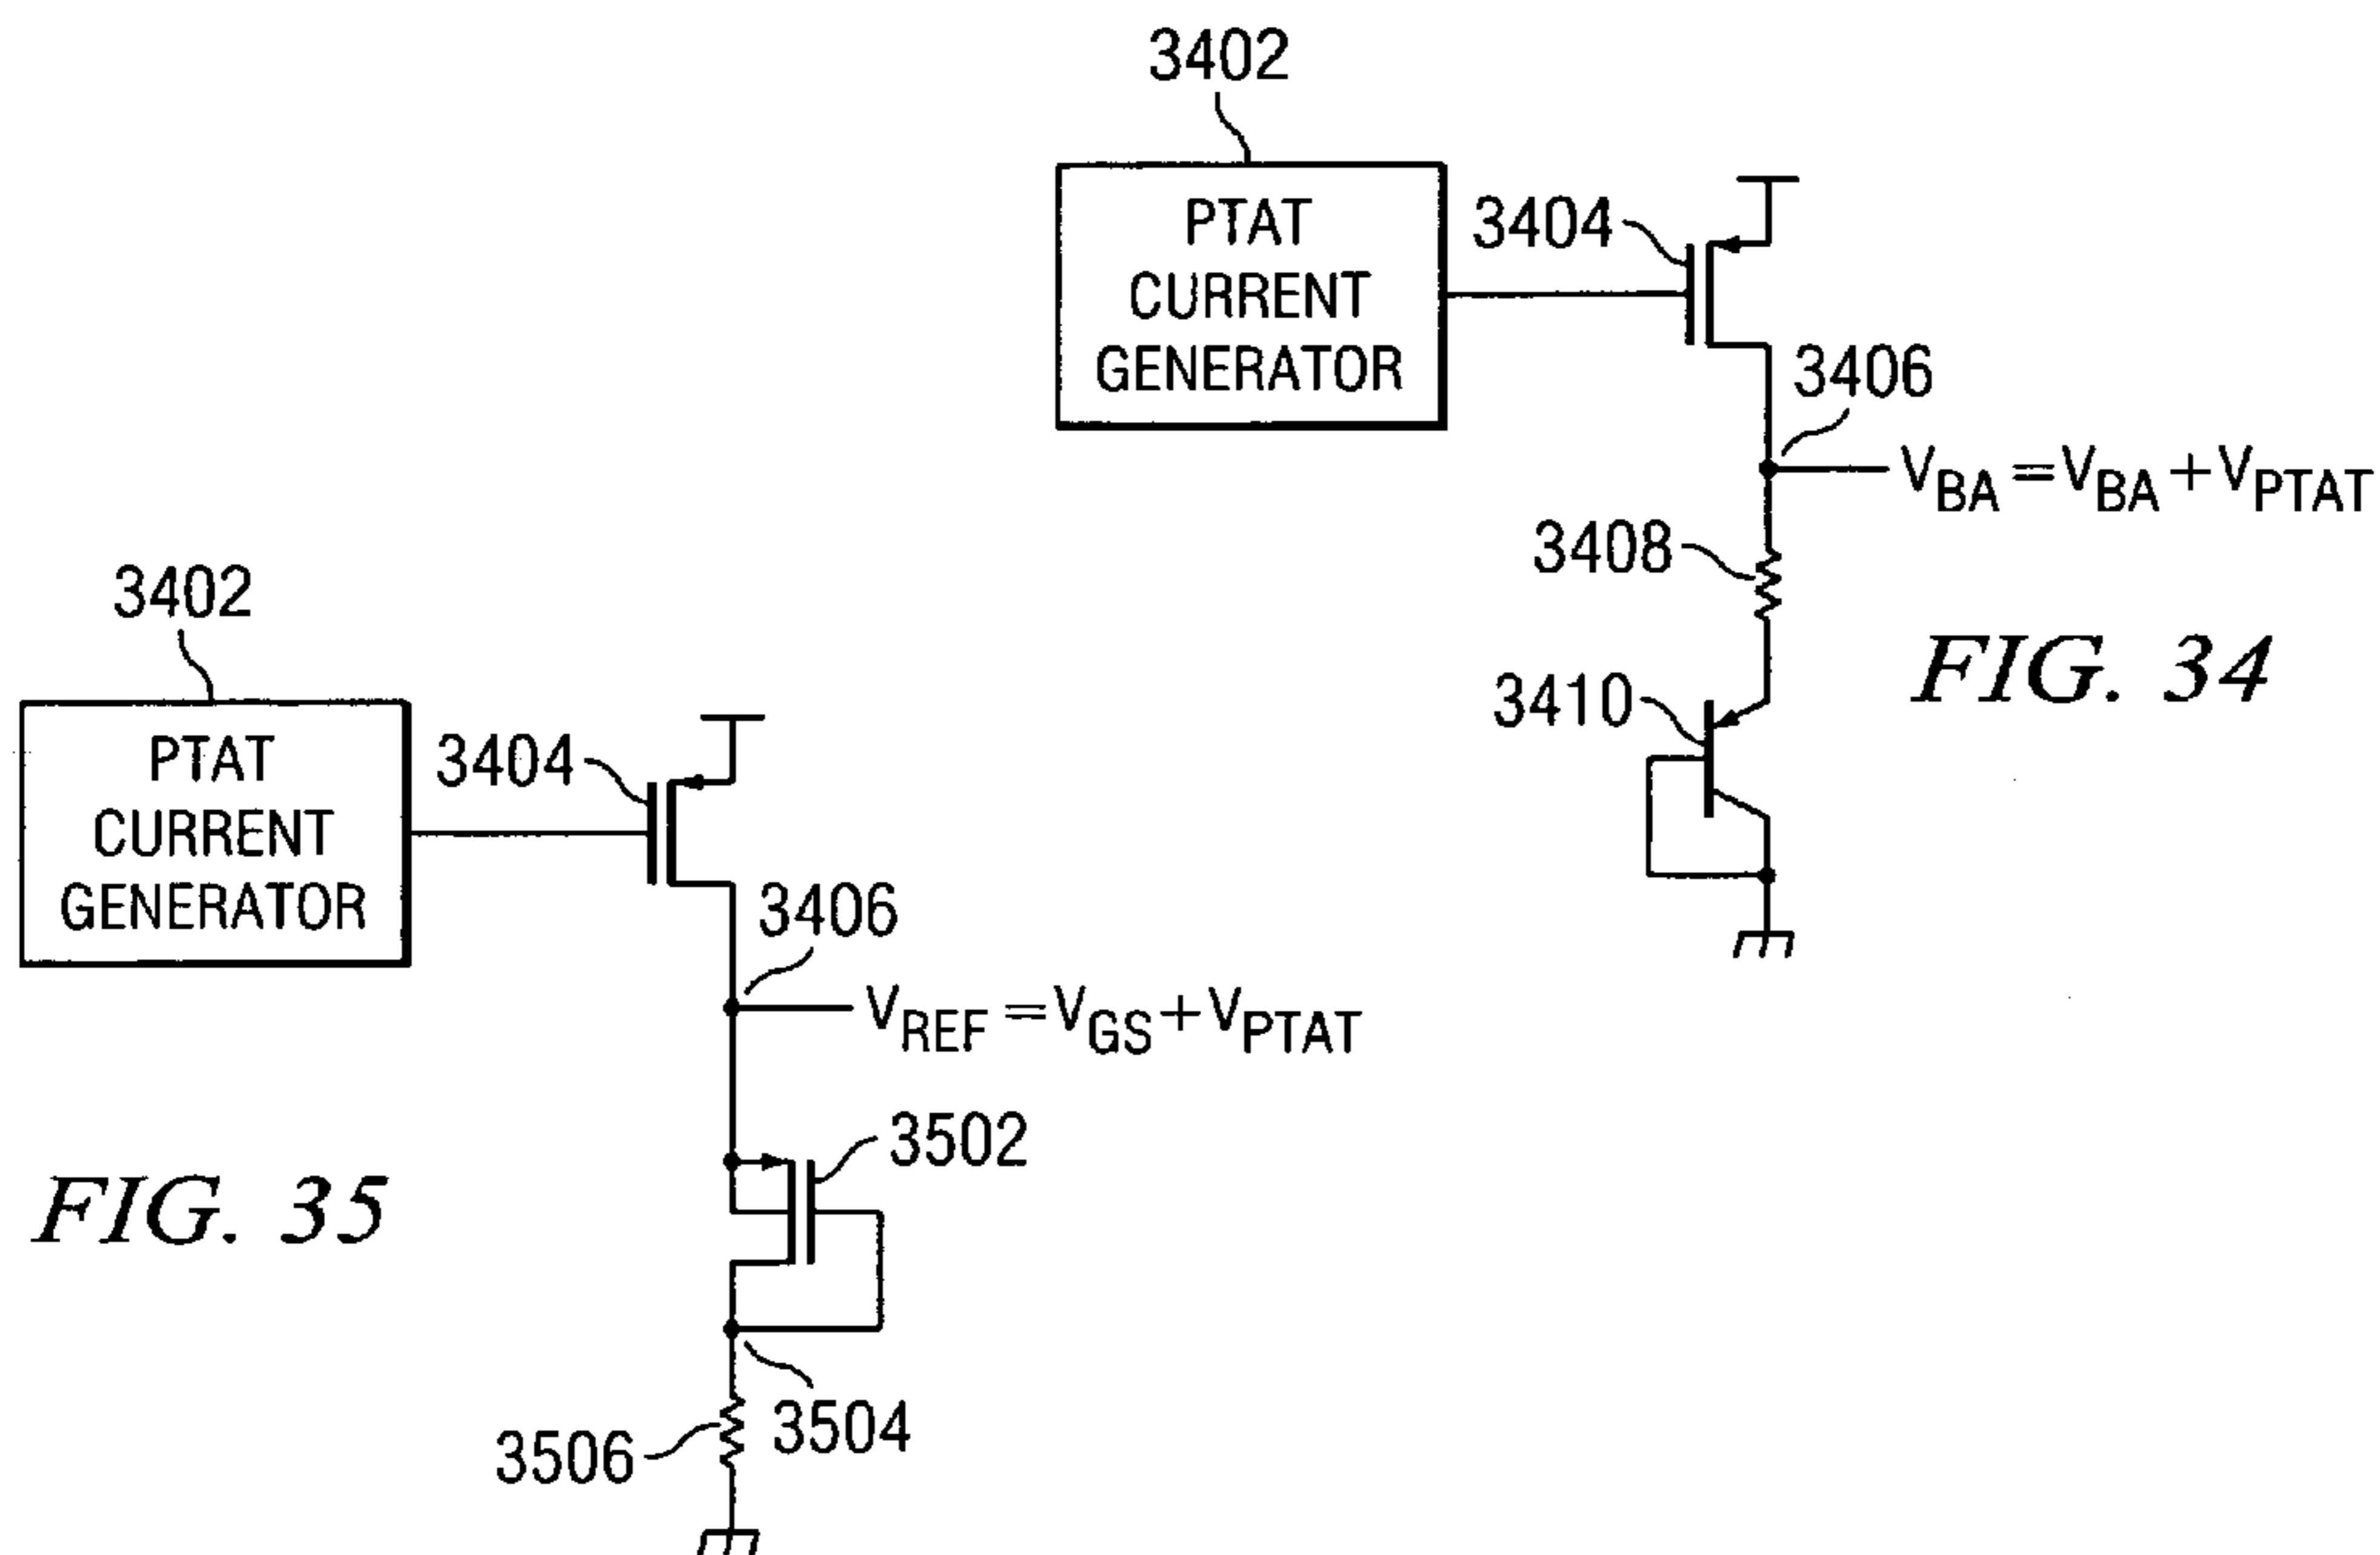 3402
PTAT
CURRENT
GENERATOR
3404
3406
V_BA = V_BA + V_PTAT
3408
3410
FIG. 34
3402
PTAT
CURRENT
GENERATOR
3404
3406
V_REF = V_GS + V_PTAT
3502
3504
3506
FIG. 35